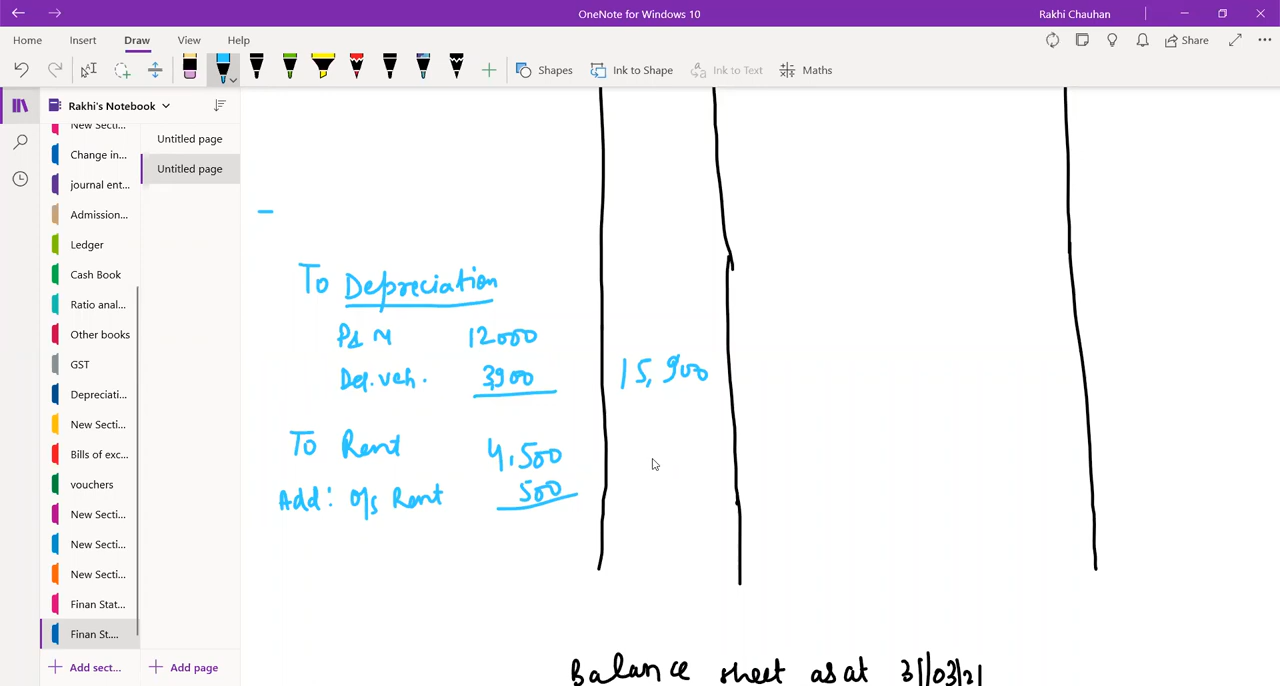 OneNote for Windows 10
Rakhi Chauhan
Home Insert Draw View Help
Share
Shapes
Ink to Shape
Ink to Text
Maths
Rakhi's Notebook
New Secti...
Change in...
journal ent...
Admission...
Ledger
Cash Book
Ratio anal...
Other books
GST
Depreciati...
New Secti...
Bills of exc...
vouchers
New Secti...
New Secti...
New Secti...
Finan Stat...
Finan St....
Add sect...
Untitled page
Untitled page
Add page
To Depreciation
P& M 12000
Del. veh. 3900 15,900
To Rent 4,500
Add: O/s Rent 500
Balance sheet as at 31/03/21